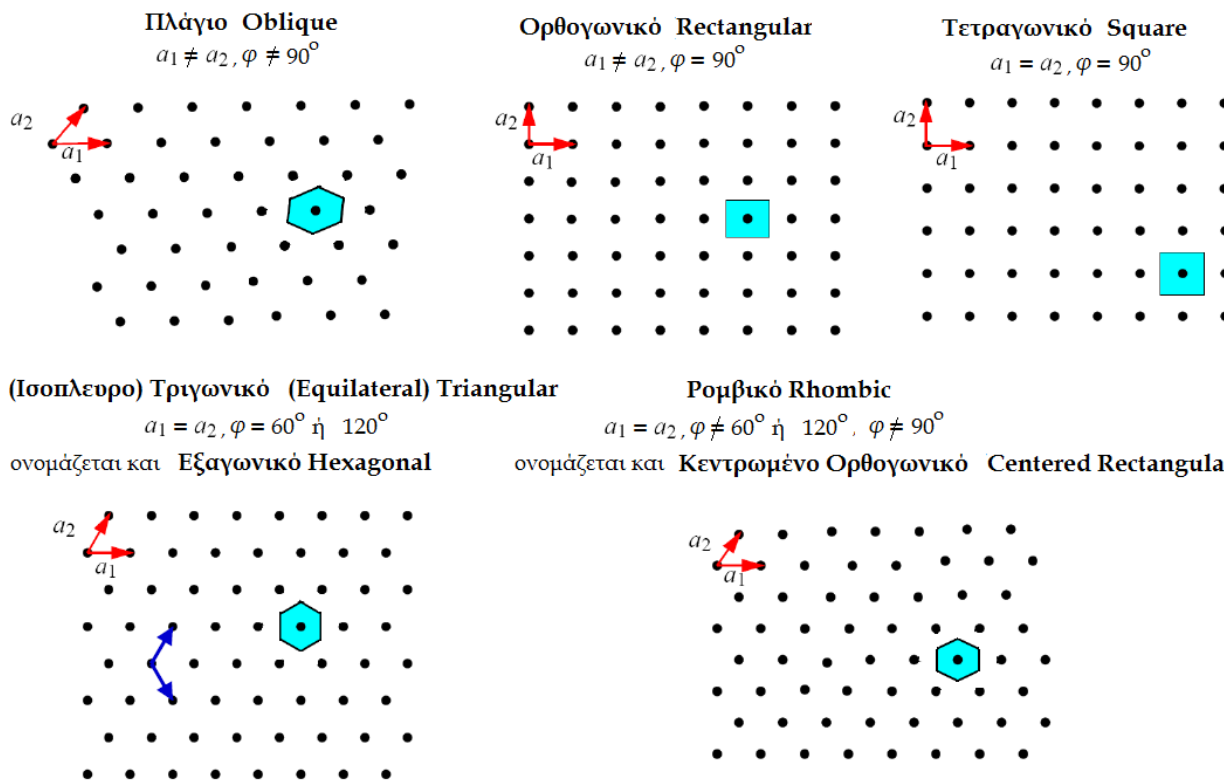 Πλάγιο Oblique
a1 ≠ a2 , φ ≠ 90°
a2
a1
Ορθογωνικό Rectangular
a1 ≠ a2 , φ = 90°
a2
a1
Τετραγωνικό Square
a1 = a2 , φ = 90°
a2
a1
(Ισοπλευρο) Τριγωνικό (Equilateral) Triangular
a1 = a2 , φ = 60° ή 120°
ονομάζεται και Εξαγωνικό Hexagonal
a2
a1
Ρομβικό Rhombic
a1 = a2 , φ ≠ 60° ή 120° , φ ≠ 90°
ονομάζεται και Κεντρωμένο Ορθογωνικό Centered Rectangula
a2
a1